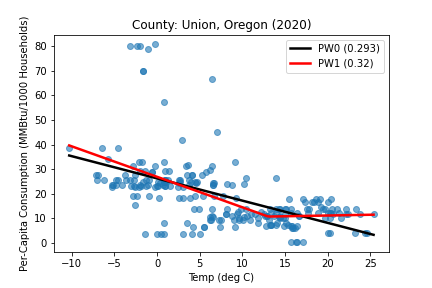 County: Union, Oregon (2020)
Per-Capita Consumption (MMBtu/1000 Households)
80
70
60
50
40
30
20
10
0
PW0 (0.293)
PW1 (0.32)
−10 −5 0 5 10 15 20 25
Temp (deg C)